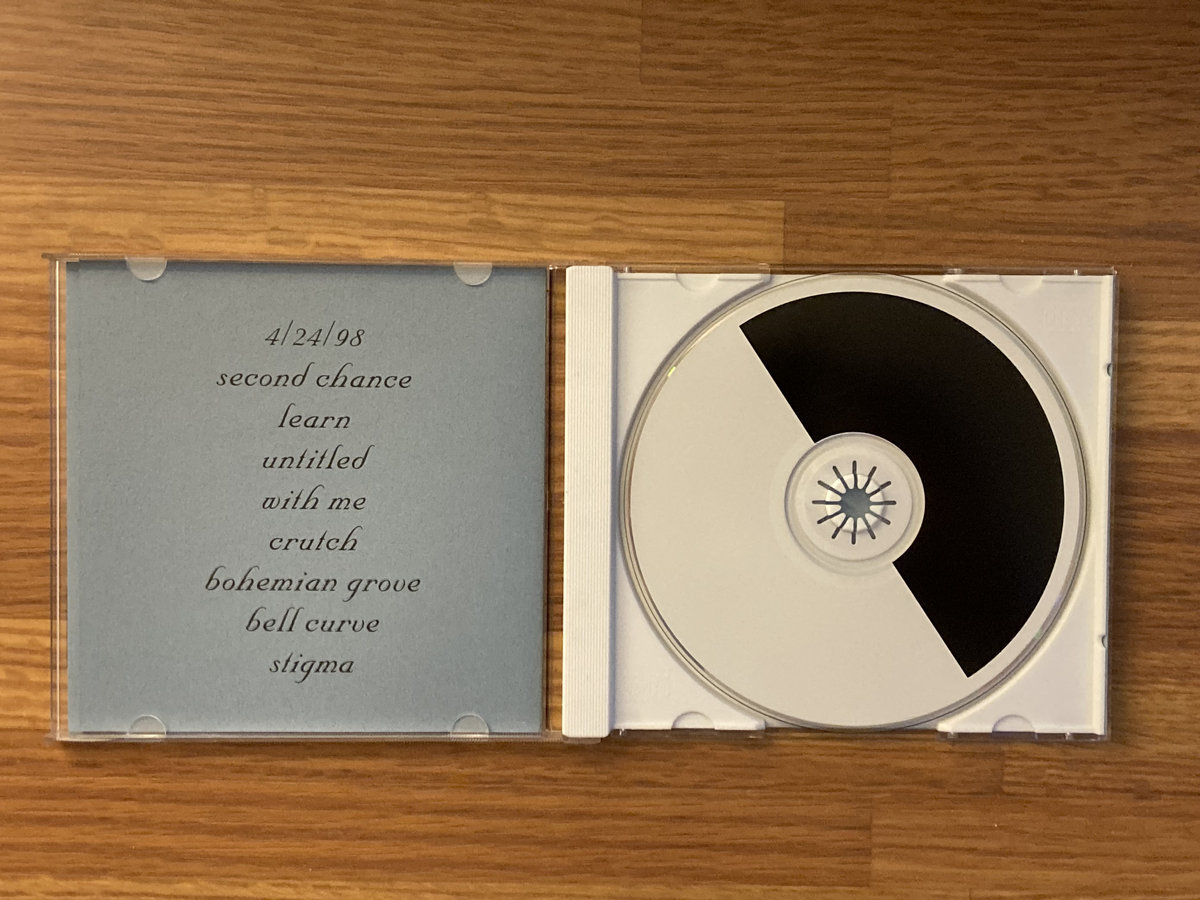 4/24/98
second chance
learn
untitled
with me
crutch
bohemian grove
bell curve
stigma